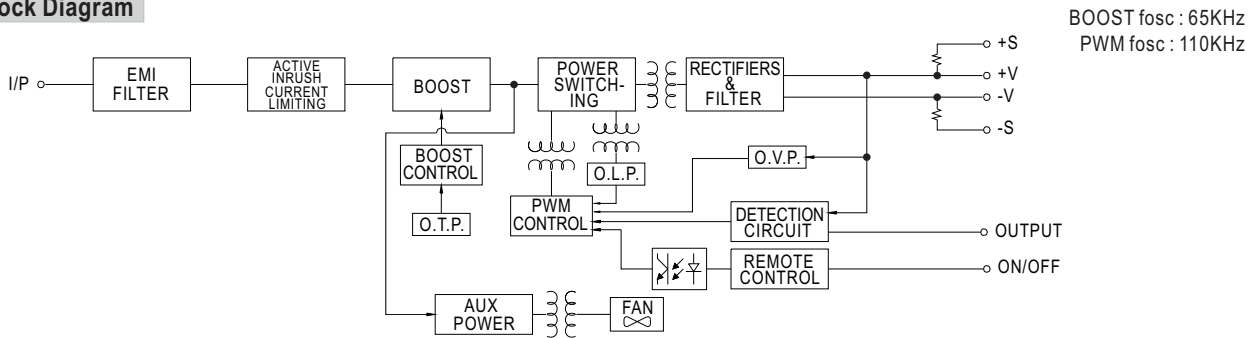 ock Diagram
BOOST fosc : 65KHz
PWM fosc : 110KHz
I/P
EMI
FILTER
ACTIVE
INRUSH
CURRENT
LIMITING
BOOST
POWER
SWITCH-
ING
RECTIFIERS
&
FILTER
+S
+V
-V
-S
BOOST
CONTROL
O.T.P.
O.L.P.
O.V.P.
PWM
CONTROL
DETECTION
CIRCUIT
OUTPUT
REMOTE
CONTROL
ON/OFF
AUX
POWER
FAN